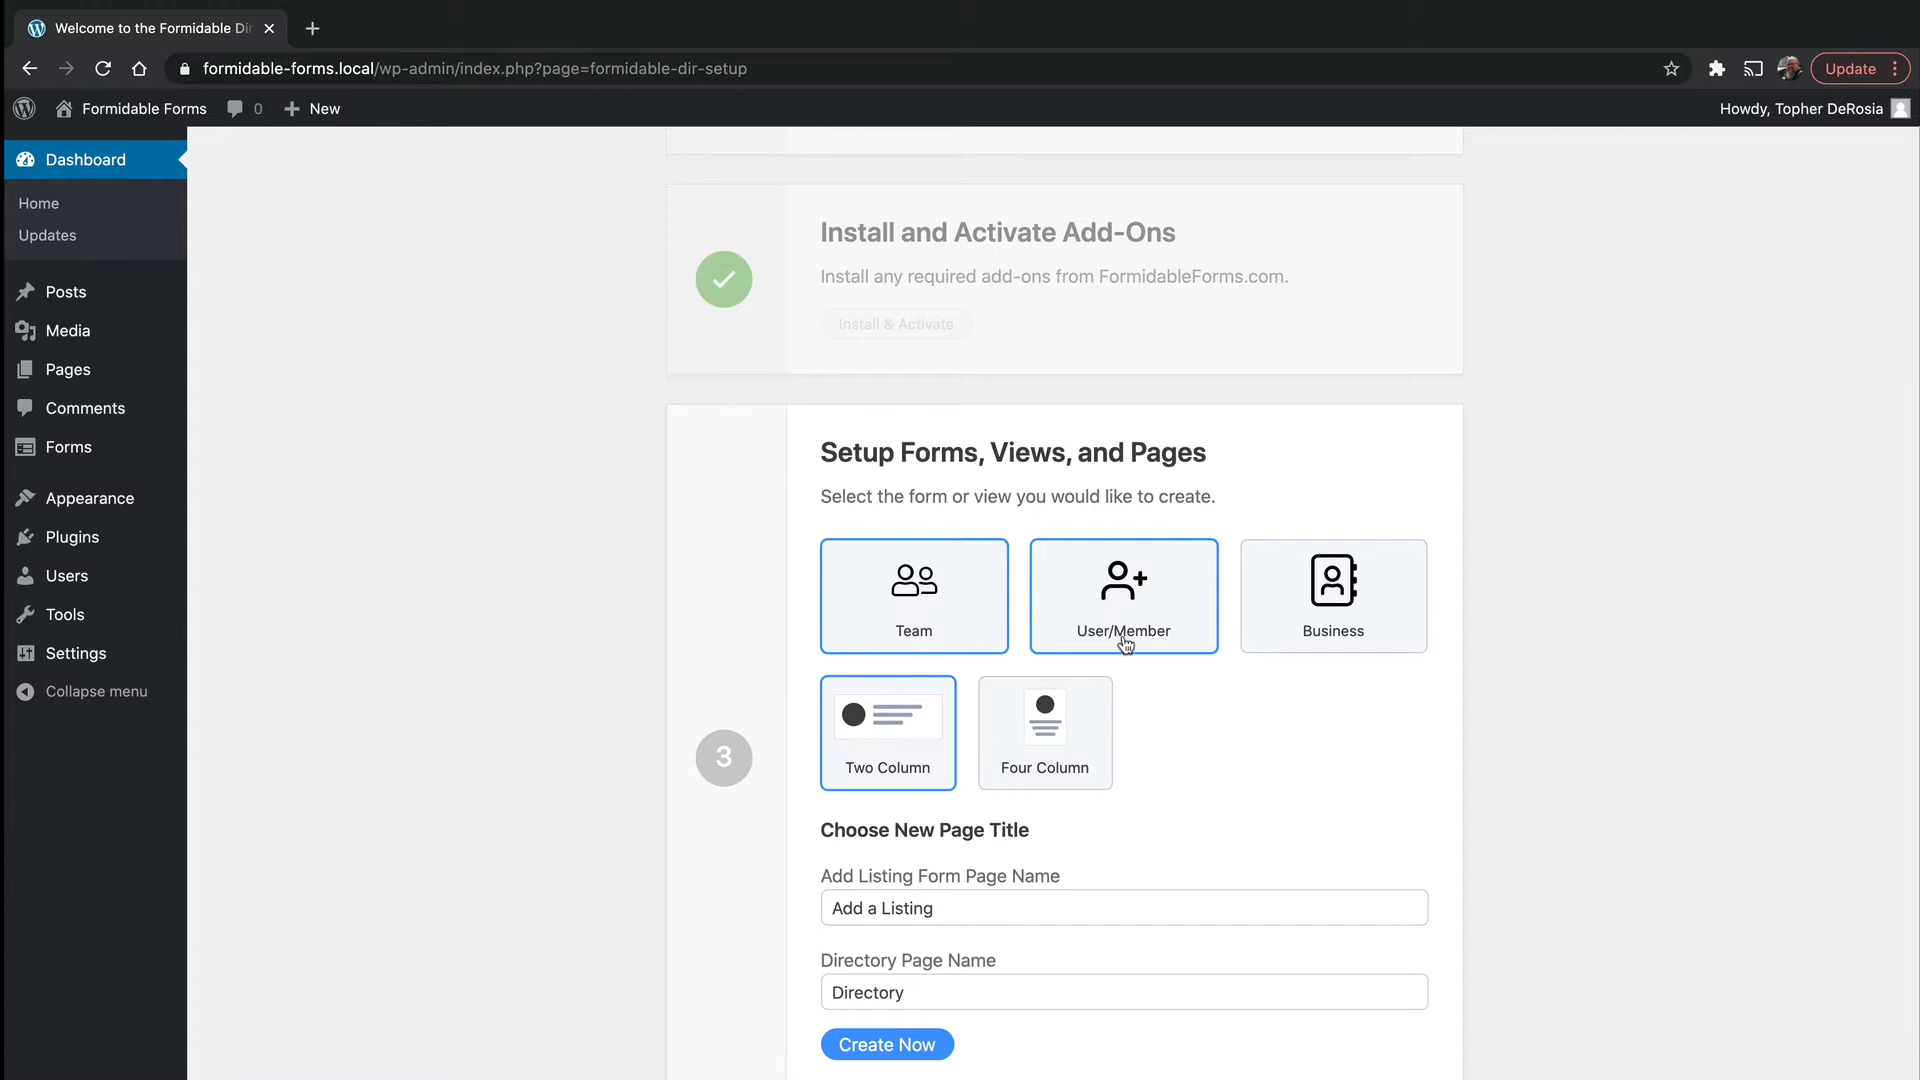 Welcome to the Formidable Di
formidable-forms.local/wp-admin/index.php?page=formidable-dir-setup
Update
Formidable Forms
0
New
Howdy, Topher DeRosia
Dashboard
Home
Updates
Posts
Media
Pages
Comments
Forms
Appearance
Plugins
Users
Tools
Settings
Collapse menu
Install and Activate Add-Ons
Install any required add-ons from FormidableForms.com.
Install & Activate
3
Setup Forms, Views, and Pages
Select the form or view you would like to create.
Team
User/Member
Business
Two Column
Four Column
Choose New Page Title
Add Listing Form Page Name
Add a Listing
Directory Page Name
Directory
Create Now